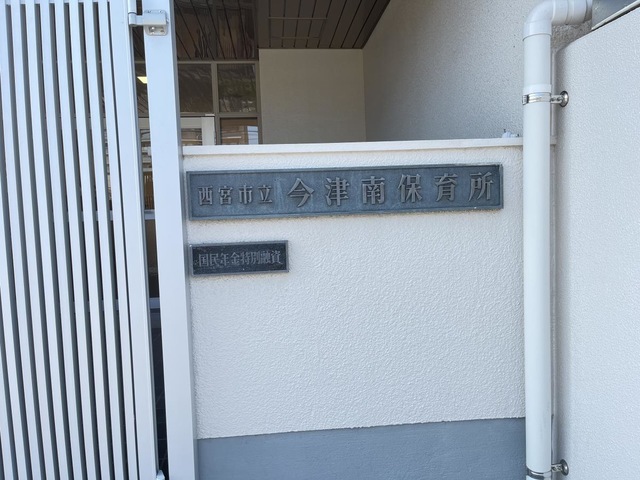 西宮市立 今津南保育所
国民年金特別融資